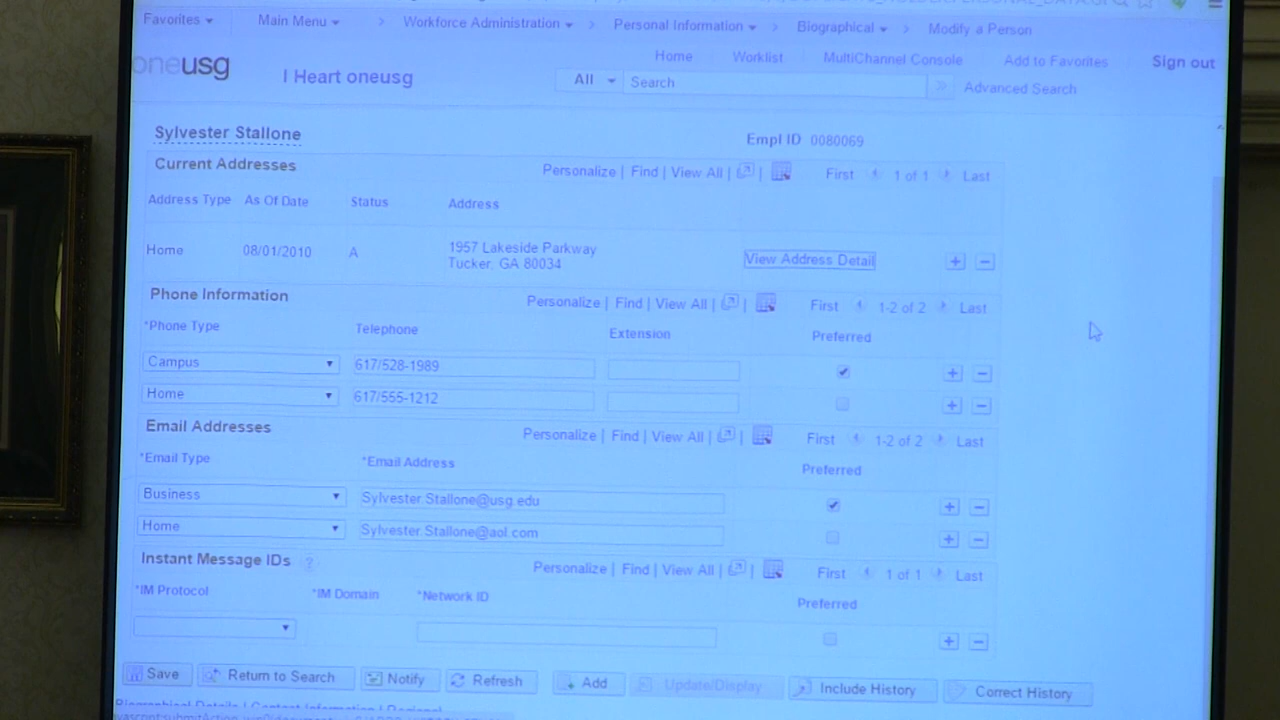 Favorites Main Menu > Workforce Administration > Personal Information > Biographical > Modify a Person
Home Worklist MultiChannel Console Add to Favorites Sign out
oneusg I Heart oneusg
All Search Advanced Search
Sylvester Stallone Empl ID 0080069
Current Addresses Personalize | Find | View All | First 1 of 1 Last
Address Type As Of Date Status Address
Home 08/01/2010 A 1957 Lakeside Parkway
Tucker, GA 80034 View Address Detail
Phone Information Personalize | Find | View All | First 1-2 of 2 Last
*Phone Type Telephone Extension Preferred
Campus 617/528-1989
Home 617/555-1212
Email Addresses Personalize | Find | View All | First 1-2 of 2 Last
*Email Type *Email Address Preferred
Business Sylvester.Stallone@usg.edu
Home Sylvester.Stallone@aol.com
Instant Message IDs ? Personalize | Find | View All | First 1 of 1 Last
*IM Protocol *IM Domain *Network ID Preferred
Save Return to Search Notify Refresh Add Update/Display Include History Correct History
Biographical Details | Contact Information | Regional